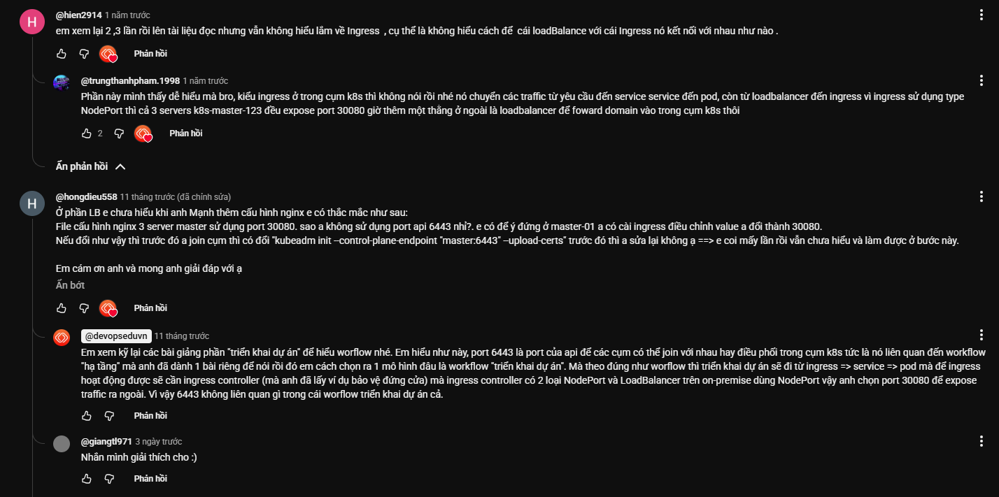 H
@hien2914 1 năm trước
em xem lại 2 ,3 lần rồi lên tài liệu đọc nhưng vẫn không hiểu lắm về Ingress , cụ thể là không hiểu cách để cái loadBalance với cái Ingress nó kết nối với nhau như nào .
Phản hồi
@trungthanhpham.1998 1 năm trước
Phần này mình thấy dễ hiểu mà bro, kiểu ingress ở trong cụm k8s thì không nói rồi nhé nó chuyển các traffic từ yêu cầu đến service service đến pod, còn từ loadbalancer đến ingress vì ingress sử dụng type
NodePort thì cả 3 servers k8s-master-123 đều expose port 30080 giờ thêm một thằng ở ngoài là loadbalancer để foward domain vào trong cụm k8s thôi
2 Phản hồi
Ẩn phản hồi
H
@hongdieu558 11 tháng trước (đã chỉnh sửa)
Ở phần LB e chưa hiểu khi anh Mạnh thêm cấu hình nginx e có thắc mắc như sau:
File cấu hình nginx 3 server master sử dụng port 30080. sao a không sử dụng port api 6443 nhỉ?. e có để ý đứng ở master-01 a có cài ingress điều chỉnh value a đổi thành 30080.
Nếu đổi như vậy thì trước đó a join cụm thì có đổi "kubeadm init --control-plane-endpoint "master:6443" --upload-certs" trước đó thì a sửa lại không ạ ==> e coi mấy lần rồi vẫn chưa hiểu và làm được ở bước này.
Em cám ơn anh và mong anh giải đáp với ạ
Ẩn bớt
Phản hồi
@devopseduvn 11 tháng trước
Em xem kỹ lại các bài giảng phần "triển khai dự án" để hiểu worflow nhé. Em hiểu như này, port 6443 là port của api để các cụm có thể join với nhau hay điều phối trong cụm k8s tức là nó liên quan đến workflow
"hạ tầng" mà anh đã dành 1 bài riêng để nói rồi đó em cách chọn ra 1 mô hình đâu là workflow "triển khai dự án". Mà theo đúng như worflow thì triển khai dự án sẽ đi từ ingress => service => pod mà để ingress
hoạt động được sẽ cần ingress controller (mà anh đã lấy ví dụ bảo vệ đứng cửa) mà ingress controller có 2 loại NodePort và LoadBalancer trên on-premise dùng NodePort vậy anh chọn port 30080 để expose
traffic ra ngoài. Vì vậy 6443 không liên quan gì trong cái worflow triển khai dự án cả.
Phản hồi
@giangtl971 3 ngày trước
Nhắn mình giải thích cho :)
Phản hồi